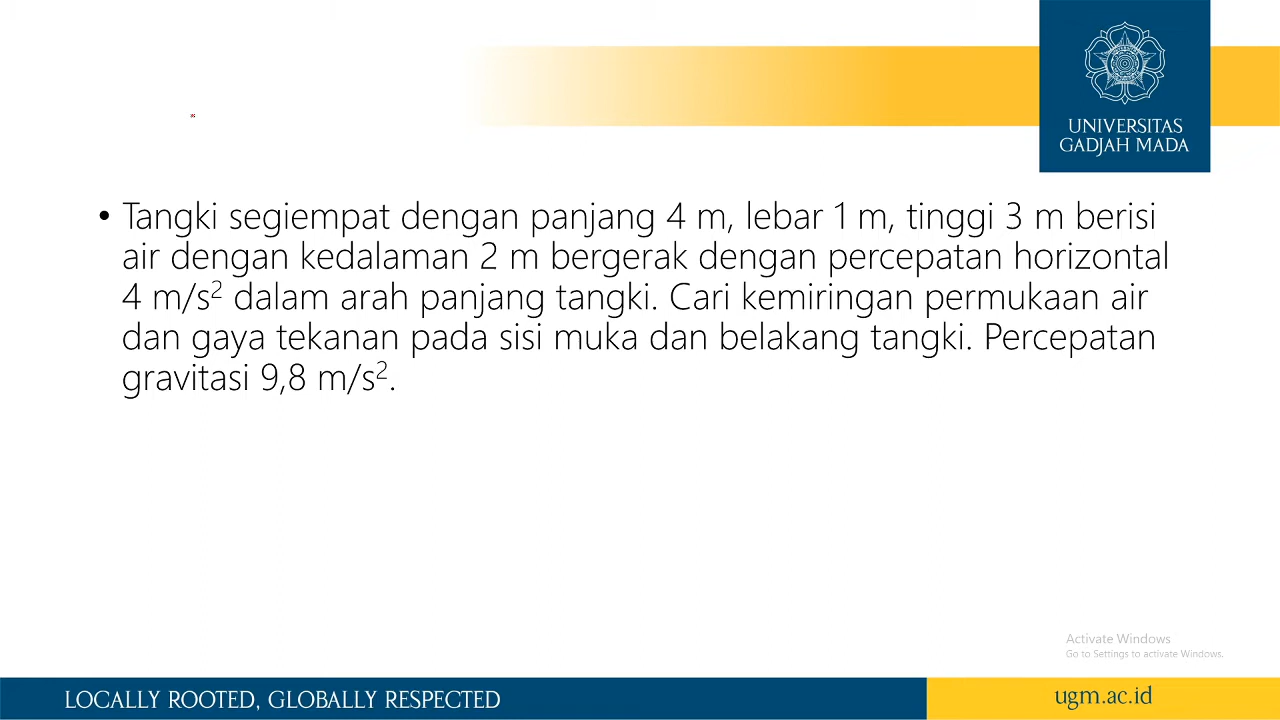 UNIVERSITAS
GADJAH MADA
• Tangki segiempat dengan panjang 4 m, lebar 1 m, tinggi 3 m berisi
air dengan kedalaman 2 m bergerak dengan percepatan horizontal
4 m/s² dalam arah panjang tangki. Cari kemiringan permukaan air
dan gaya tekanan pada sisi muka dan belakang tangki. Percepatan
gravitasi 9,8 m/s².
Activate Windows
Go to Settings to activate Windows.
LOCALLY ROOTED, GLOBALLY RESPECTED
ugm.ac.id